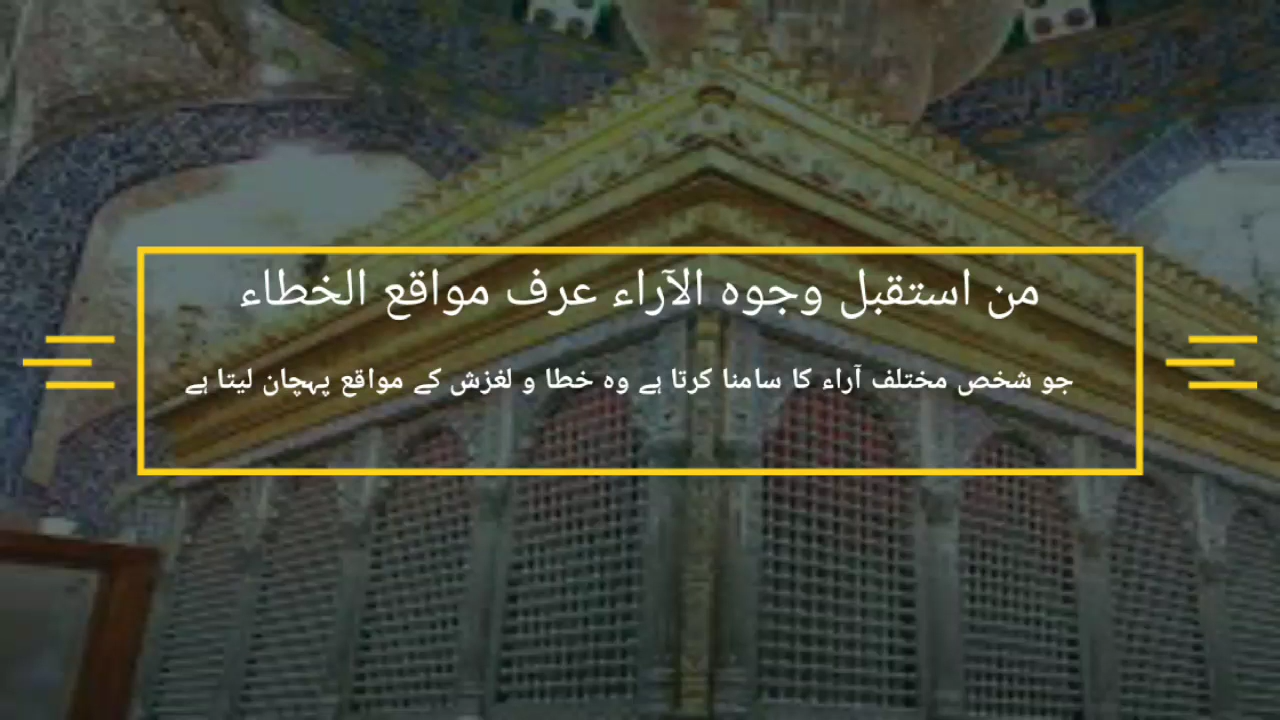 من استقبل وجوه الآراء عرف مواقع الخطاء
جو شخص مختلف آراء کا سامنا کرتا ہے وہ خطا و لغزش کے مواقع پہچان لیتا ہے